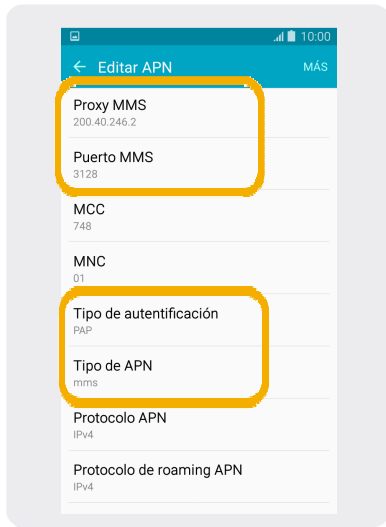 10:00
Editar APN MÁS
Proxy MMS
200.40.246.2
Puerto MMS
3128
MCC
748
MNC
01
Tipo de autentificación
PAP
Tipo de APN
mms
Protocolo APN
IPv4
Protocolo de roaming APN
IPv4